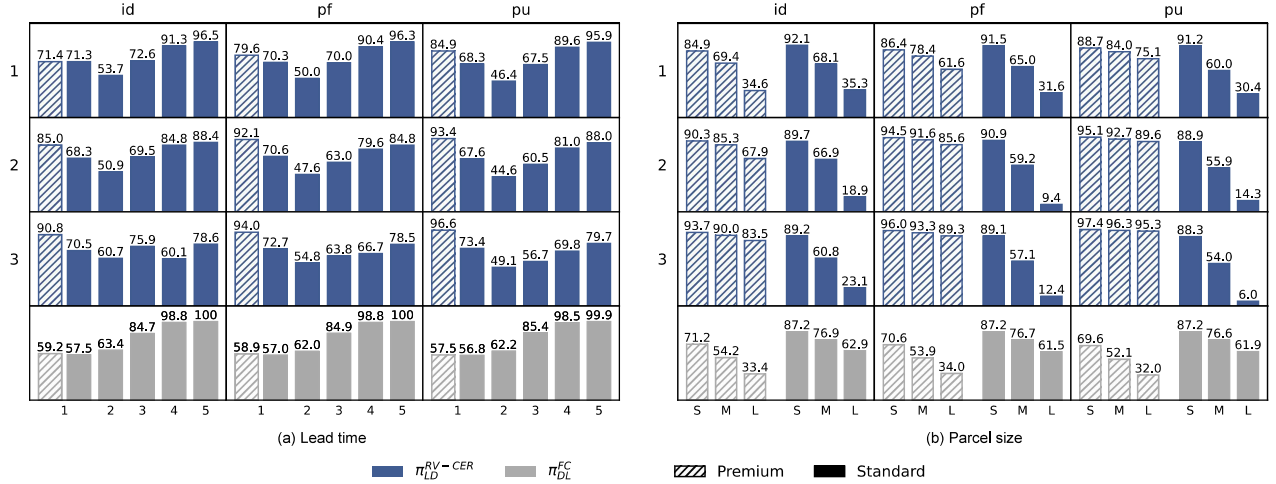 id pf pu
1 71.4 71.3 53.7 72.6 91.3 96.5 79.6 70.3 50.0 70.0 90.4 96.3 84.9 68.3 46.4 67.5 89.6 95.9
2 85.0 68.3 50.9 69.5 84.8 88.4 92.1 70.6 47.6 63.0 79.6 84.8 93.4 67.6 44.6 60.5 81.0 88.0
3 90.8 70.5 60.7 75.9 60.1 78.6 94.0 72.7 54.8 63.8 66.7 78.5 96.6 73.4 49.1 56.7 69.8 79.7
59.2 57.5 63.4 84.7 98.8 100 58.9 57.0 62.0 84.9 98.8 100 57.5 56.8 62.2 85.4 98.5 99.9
1 2 3 4 5 1 2 3 4 5 1 2 3 4 5
(a) Lead time
id pf pu
1 84.9 69.4 34.6 92.1 68.1 35.3 86.4 78.4 61.6 91.5 65.0 31.6 88.7 84.0 75.1 91.2 60.0 30.4
2 90.3 85.3 67.9 89.7 66.9 18.9 94.5 91.6 85.6 90.9 59.2 9.4 95.1 92.7 89.6 88.9 55.9 14.3
3 93.7 90.0 83.5 89.2 60.8 23.1 96.0 93.3 89.3 89.1 57.1 12.4 97.4 96.3 95.3 88.3 54.0 6.0
71.2 54.2 33.4 87.2 76.9 62.9 70.6 53.9 34.0 87.2 76.7 61.5 69.6 52.1 32.0 87.2 76.6 61.9
S M L S M L S M L S M L S M L S M L
(b) Parcel size
π_{LD}^{RV−CER} π_{DL}^{FC} Premium Standard